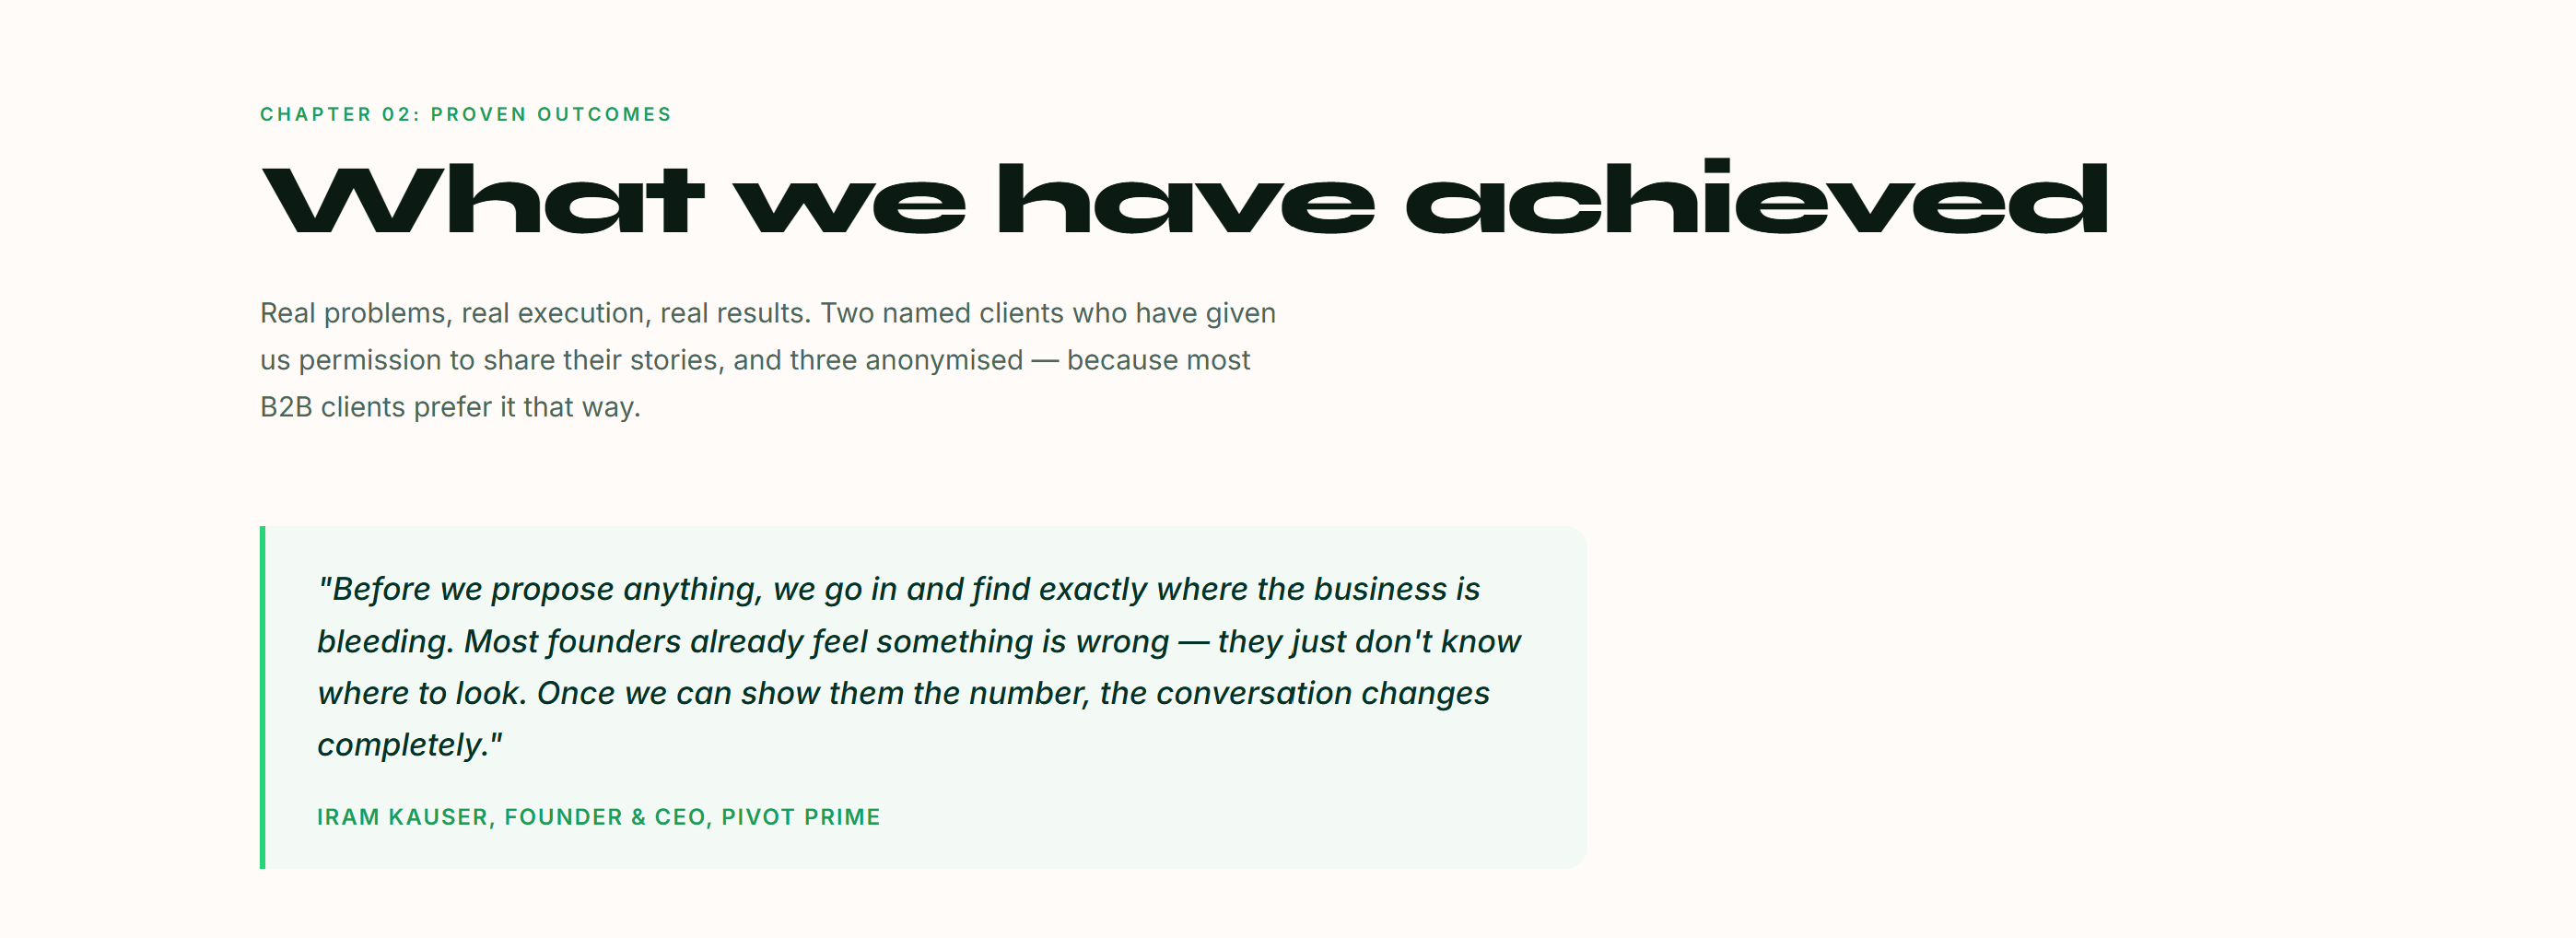 CHAPTER 02: PROVEN OUTCOMES
What we have achieved
Real problems, real execution, real results. Two named clients who have given
us permission to share their stories, and three anonymised — because most
B2B clients prefer it that way.
"Before we propose anything, we go in and find exactly where the business is
bleeding. Most founders already feel something is wrong — they just don't know
where to look. Once we can show them the number, the conversation changes
completely."
IRAM KAUSER, FOUNDER & CEO, PIVOT PRIME